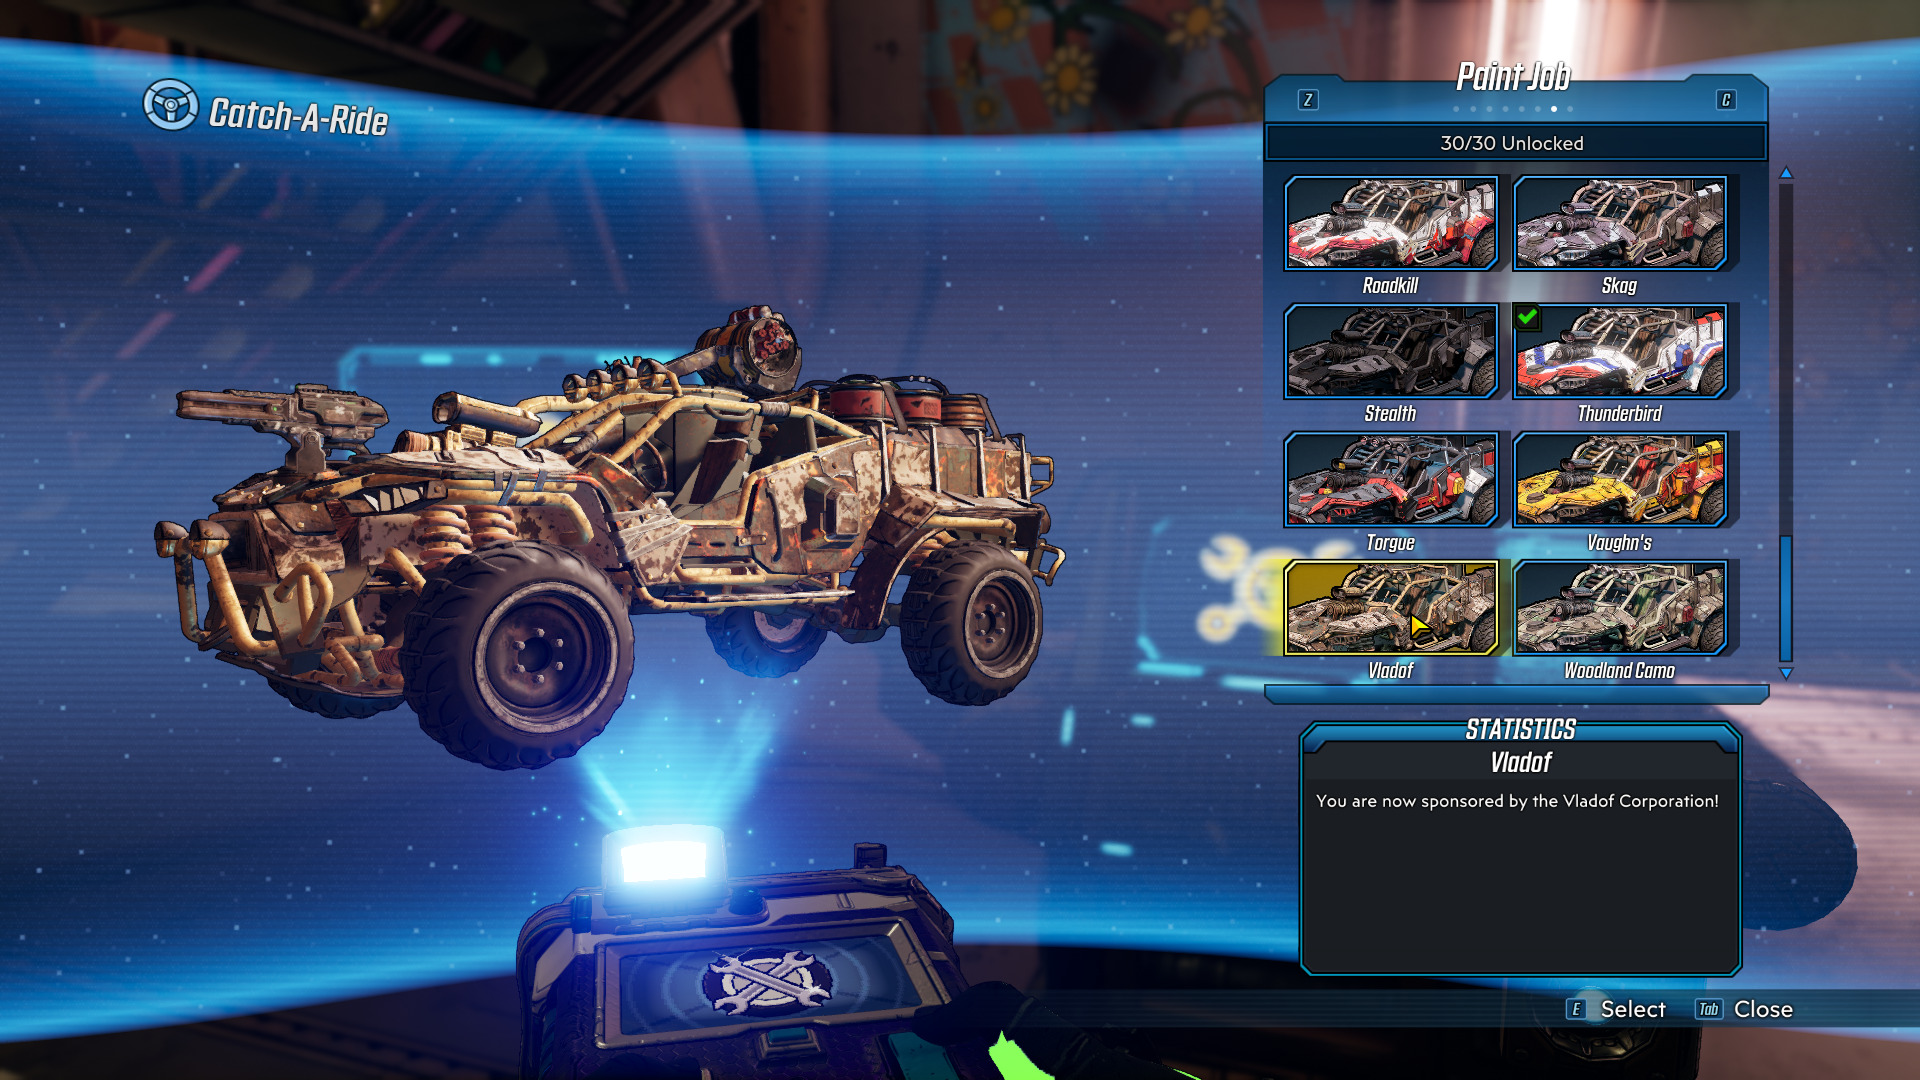 Catch-A-Ride
Paint Job
Z
C
30/30 Unlocked
Roadkill
Skag
Stealth
Thunderbird
Torgue
Vaughn's
Vladof
Woodland Camo
STATISTICS
Vladof
You are now sponsored by the Vladof Corporation!
E Select
Tab Close